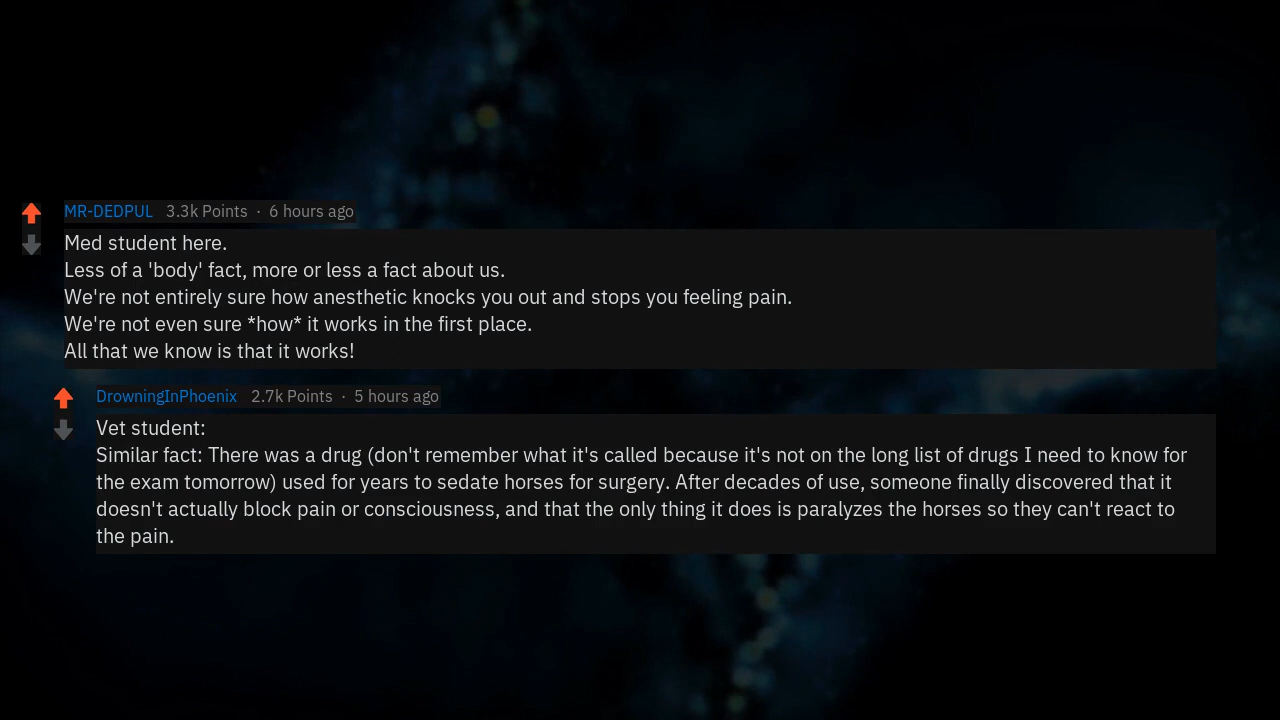 MR-DEDPUL 3.3k Points · 6 hours ago
Med student here.
Less of a 'body' fact, more or less a fact about us.
We're not entirely sure how anesthetic knocks you out and stops you feeling pain.
We're not even sure *how* it works in the first place.
All that we know is that it works!
DrowningInPhoenix 2.7k Points · 5 hours ago
Vet student:
Similar fact: There was a drug (don't remember what it's called because it's not on the long list of drugs I need to know for
the exam tomorrow) used for years to sedate horses for surgery. After decades of use, someone finally discovered that it
doesn't actually block pain or consciousness, and that the only thing it does is paralyzes the horses so they can't react to
the pain.